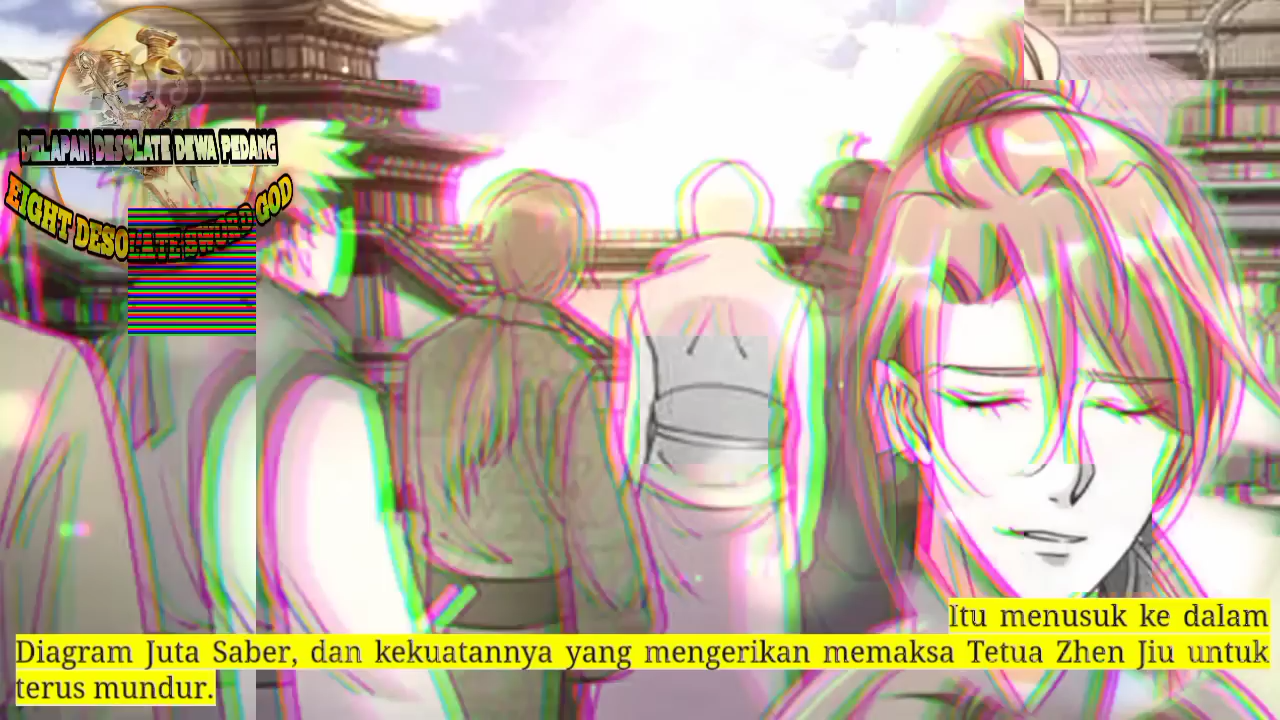 DELAPAN DESOLATE DEWA PEDANG
EIGHT DESOLATE SWORD GOD
Itu menusuk ke dalam
Diagram Juta Saber, dan kekuatannya yang mengerikan memaksa Tetua Zhen Jiu untuk
terus mundur.